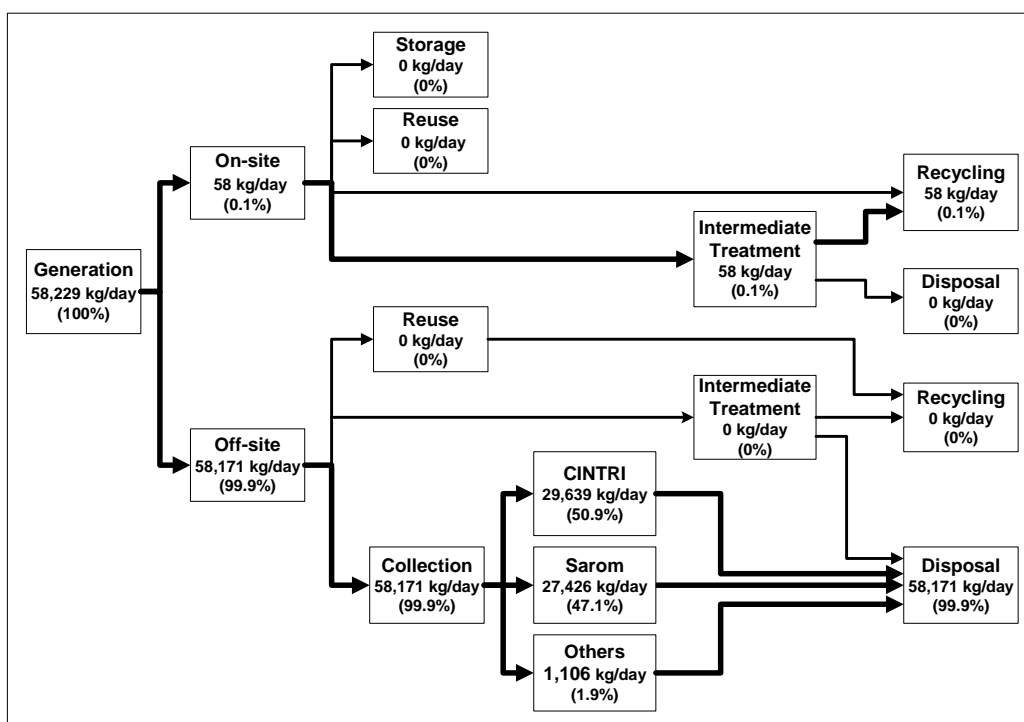 Storage
0 kg/day
(0%)
Reuse
0 kg/day
(0%)
On-site
58 kg/day
(0.1%)
Recycling
58 kg/day
(0.1%)
Intermediate
Treatment
58 kg/day
(0.1%)
Generation
58,229 kg/day
(100%)
Disposal
0 kg/day
(0%)
Reuse
0 kg/day
(0%)
Intermediate
Treatment
0 kg/day
(0%)
Recycling
0 kg/day
(0%)
Off-site
58,171 kg/day
(99.9%)
CINTRI
29,639 kg/day
(50.9%)
Collection
58,171 kg/day
(99.9%)
Sarom
27,426 kg/day
(47.1%)
Disposal
58,171 kg/day
(99.9%)
Others
1,106 kg/day
(1.9%)